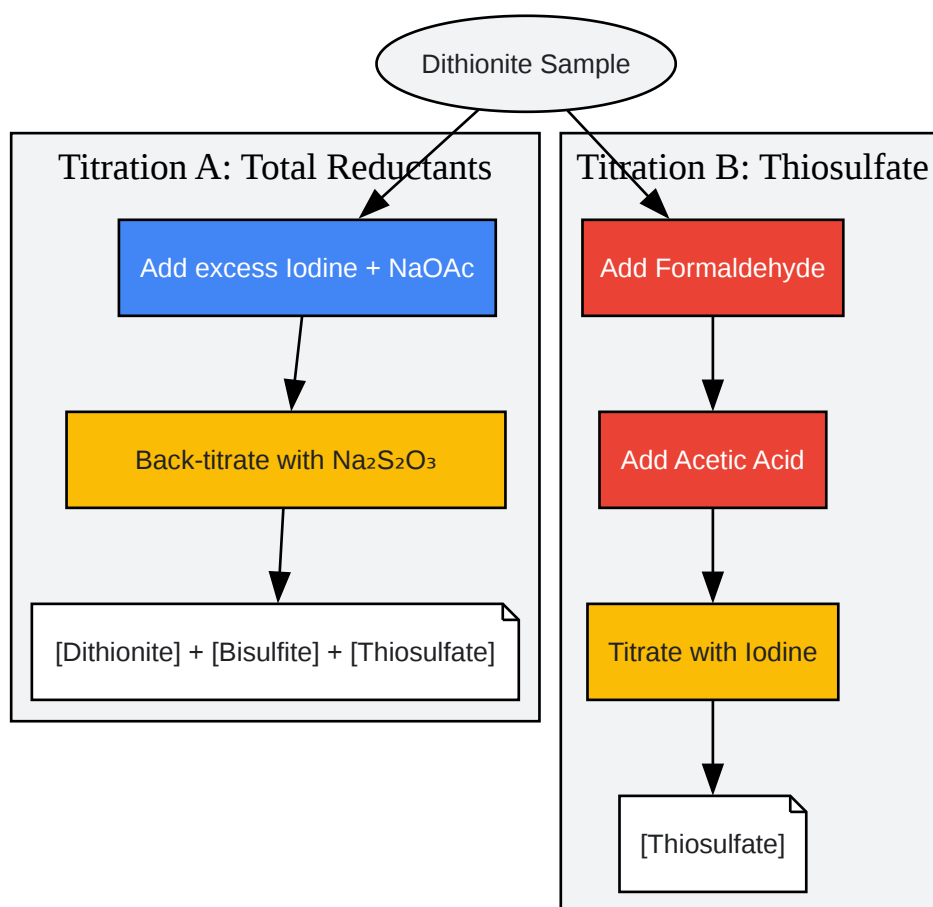 Dithionite Sample
Titration A: Total Reductants
Add excess Iodine + NaOAc
Back-titrate with Na₂S₂O₃
[Dithionite] + [Bisulfite] + [Thiosulfate]
Titration B: Thiosulfate
Add Formaldehyde
Add Acetic Acid
Titrate with Iodine
[Thiosulfate]